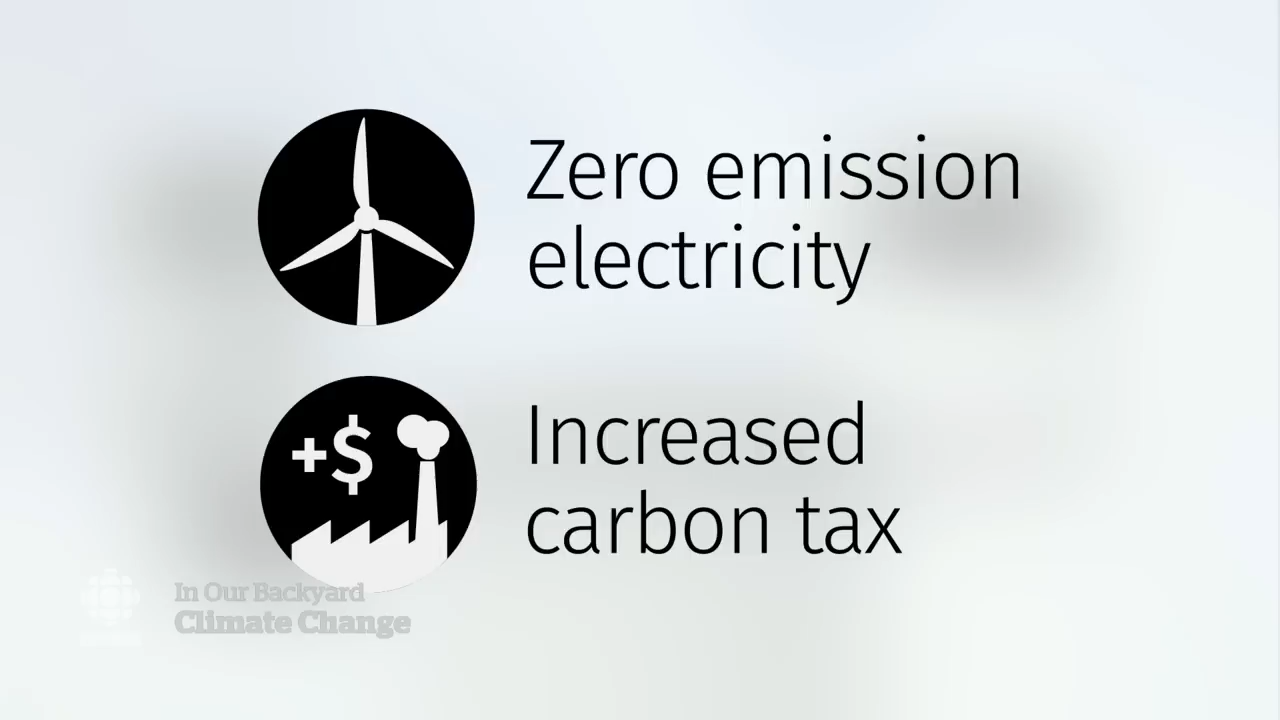 Zero emission
electricity
+$
Increased
carbon tax
In Our Backyard
Climate Change